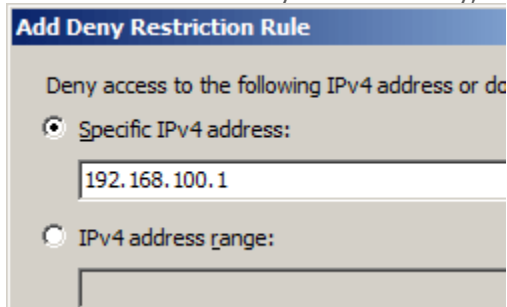 Add Deny Restriction Rule
Deny access to the following IPv4 address or do
Specific IPv4 address:
192.168.100.1
IPv4 address range: